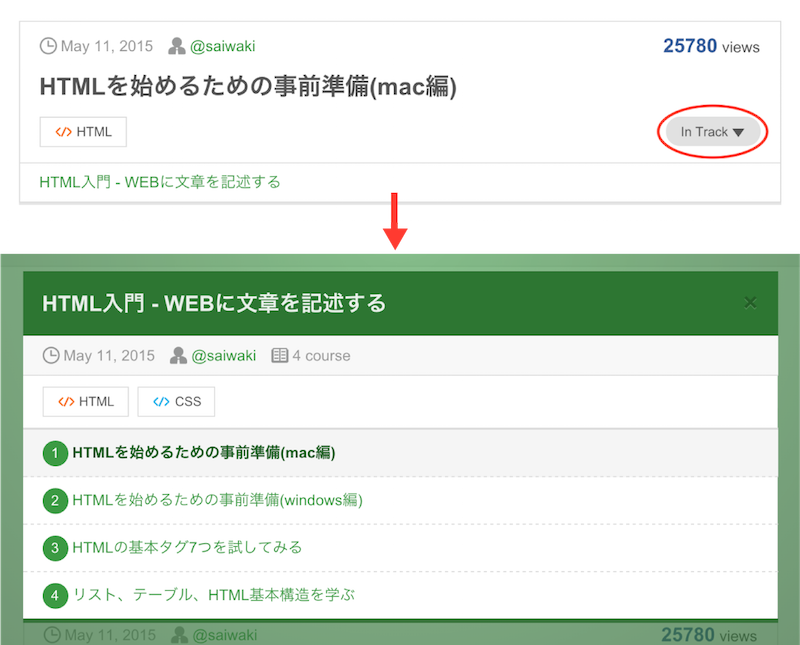 May 11, 2015 @saiwaki 25780 views
HTMLを始めるための事前準備(mac編)
</> HTML In Track ▼
HTML入門 - WEBに文章を記述する
HTML入門 - WEBに文章を記述する ×
May 11, 2015 @saiwaki 4 course
</> HTML </> CSS
1 HTMLを始めるための事前準備(mac編)
2 HTMLを始めるための事前準備(windows編)
3 HTMLの基本タグ7つを試してみる
4 リスト、テーブル、HTML基本構造を学ぶ
May 11, 2015 @saiwaki 25780 views